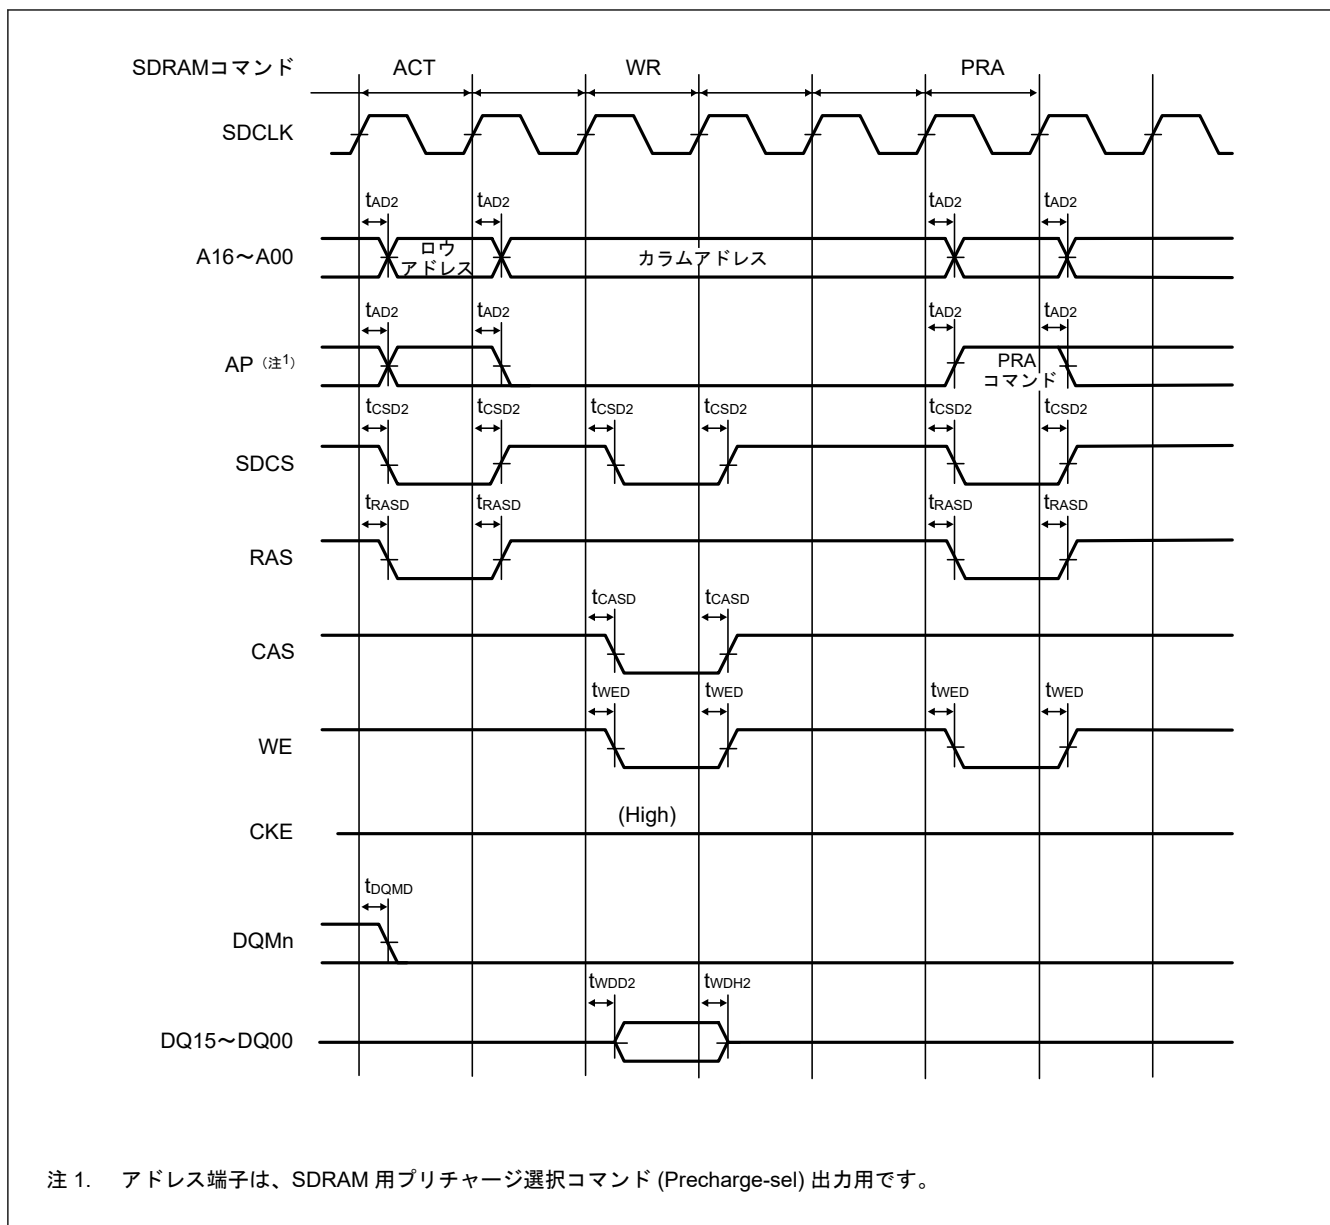 SDRAMコマンド ACT WR PRA
SDCLK
tAD2 tAD2 tAD2 tAD2
A16～A00 ロウ アドレス カラムアドレス
tAD2 tAD2 tAD2 tAD2
AP（注1） PRA コマンド
tCSD2 tCSD2 tCSD2 tCSD2 tCSD2 tCSD2
SDCS
tRASD tRASD tRASD tRASD
RAS
tCASD tCASD
CAS
tWED tWED tWED tWED
WE
(High)
CKE
tDQMD
DQMn
tWDD2 tWDH2
DQ15～DQ00
注 1. アドレス端子は、SDRAM 用プリチャージ選択コマンド (Precharge-sel) 出力用です。